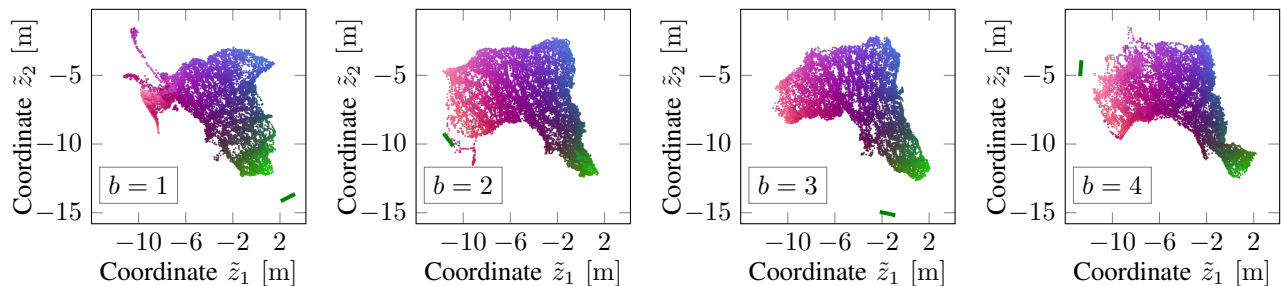 Coordinate z̃₂ [m]
−5
−10
−15
b = 1
−10 −6 −2 2
Coordinate z̃₁ [m]
Coordinate z̃₂ [m]
−5
−10
−15
b = 2
−10 −6 −2 2
Coordinate z̃₁ [m]
Coordinate z̃₂ [m]
−5
−10
−15
b = 3
−10 −6 −2 2
Coordinate z̃₁ [m]
Coordinate z̃₂ [m]
−5
−10
−15
b = 4
−10 −6 −2 2
Coordinate z̃₁ [m]